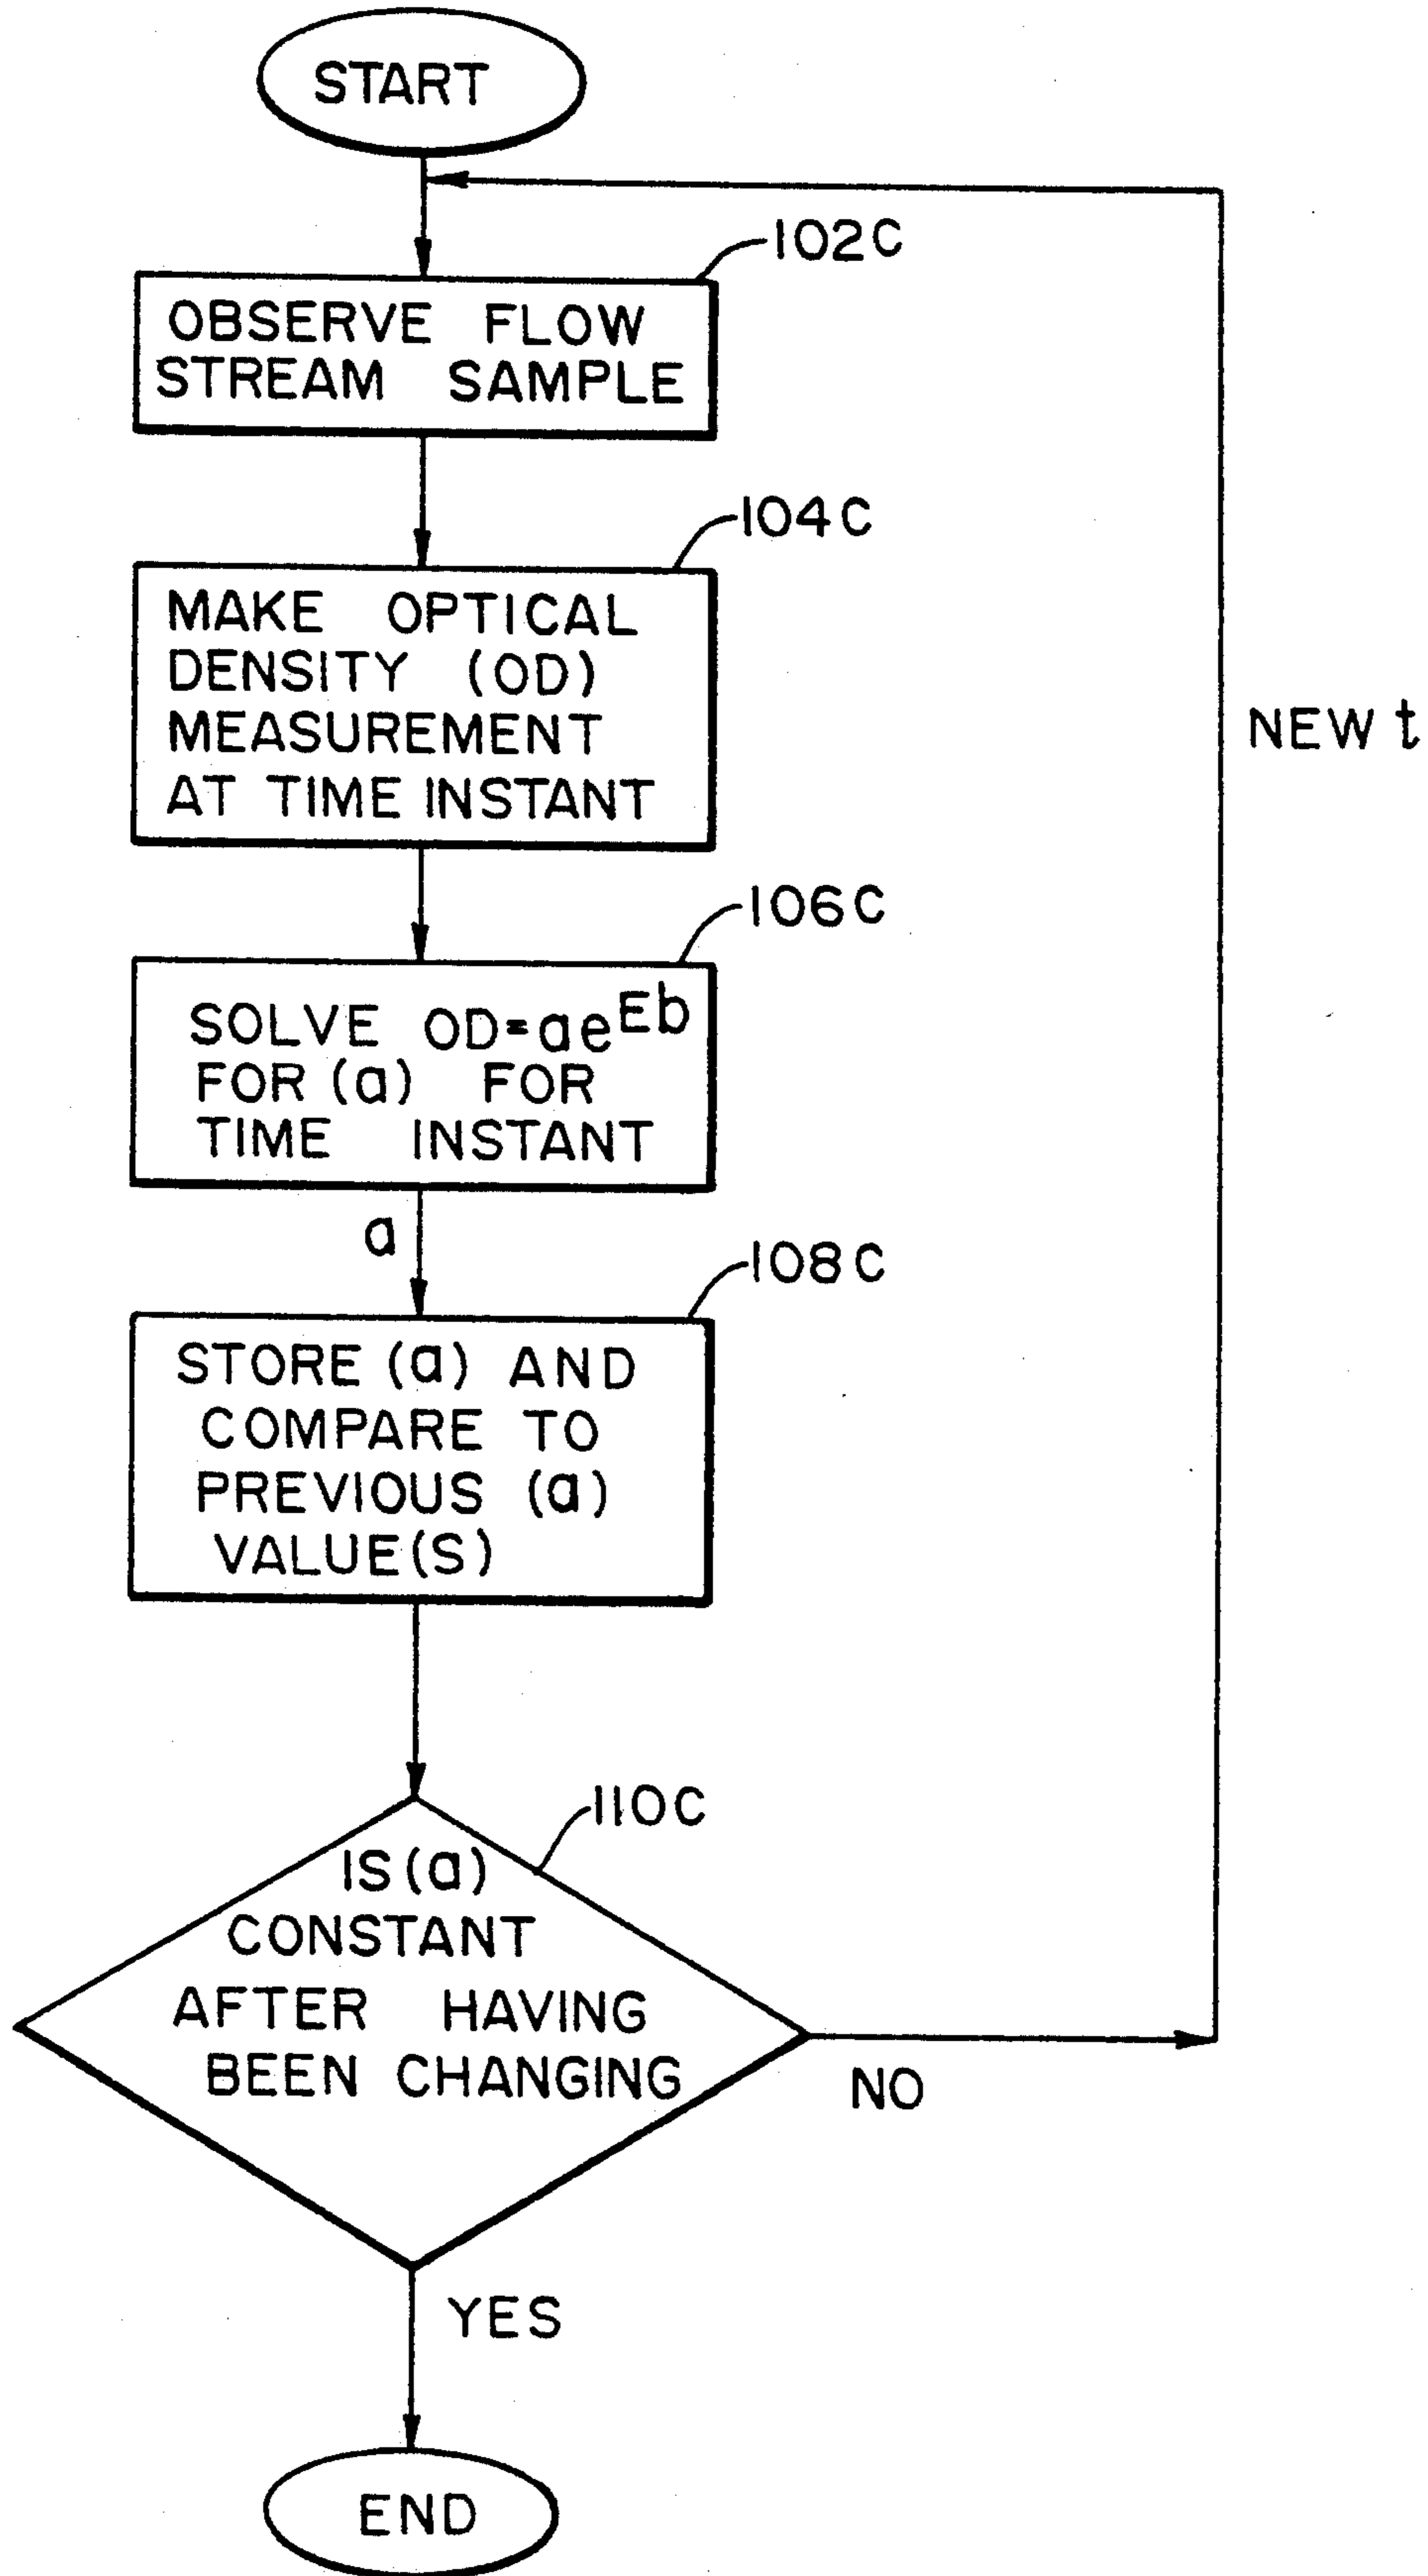 START
102C
OBSERVE FLOW
STREAM SAMPLE
104C
MAKE OPTICAL
DENSITY (OD)
MEASUREMENT
AT TIME INSTANT
NEW t
106C
SOLVE OD=ae^Eb
FOR (a) FOR
TIME INSTANT
a
108C
STORE (a) AND
COMPARE TO
PREVIOUS (a)
VALUE(S)
110C
IS (a)
CONSTANT
AFTER HAVING
BEEN CHANGING
NO
YES
END